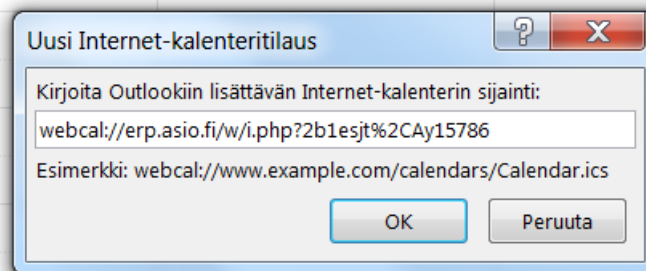 Uusi Internet-kalenteritilaus
Kirjoita Outlookiin lisättävän Internet-kalenterin sijainti:
webcal://erp.asio.fi/w/i.php?2b1esjt%2CAy15786
Esimerkki: webcal://www.example.com/calendars/Calendar.ics
OK Peruuta